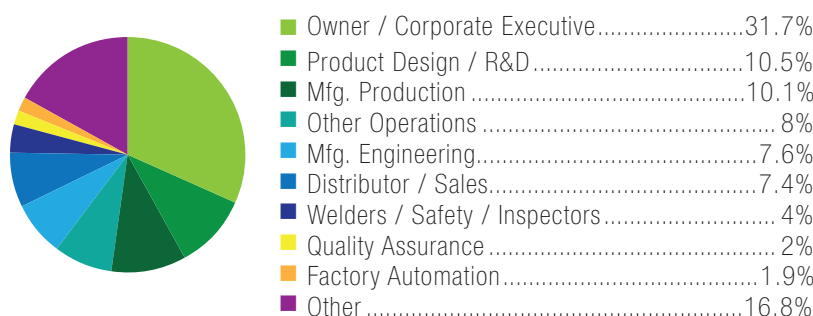 Owner / Corporate Executive.......................31.7%
Product Design / R&D...........................10.5%
Mfg. Production ...................................10.1%
Other Operations ...................................... 8%
Mfg. Engineering....................................7.6%
Distributor / Sales...................................7.4%
Welders / Safety / Inspectors...................... 4%
Quality Assurance ..................................... 2%
Factory Automation.................................1.9%
Other ................................................16.8%